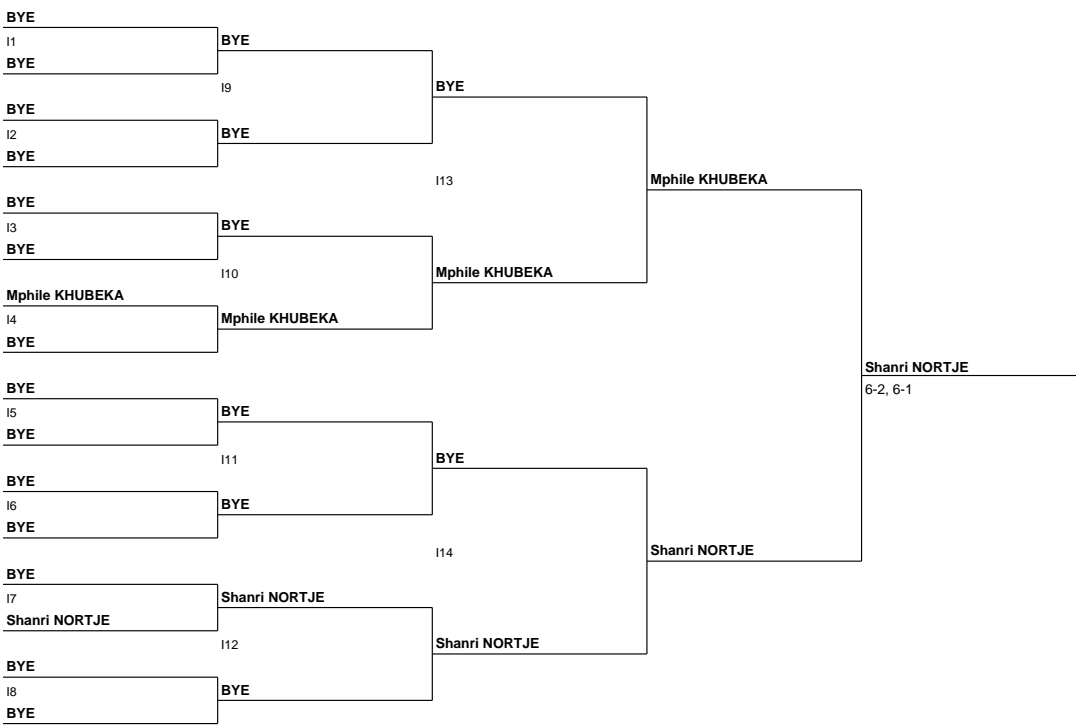 BYE
I1
BYE
BYE
I9
BYE
BYE
I2
BYE
BYE
I13
Mphile KHUBEKA
BYE
I3
BYE
BYE
I10
Mphile KHUBEKA
Mphile KHUBEKA
I4
Mphile KHUBEKA
BYE
Shanri NORTJE
6-2, 6-1
BYE
I5
BYE
BYE
I11
BYE
BYE
I6
BYE
BYE
I14
Shanri NORTJE
BYE
I7
Shanri NORTJE
Shanri NORTJE
I12
Shanri NORTJE
BYE
I8
BYE
BYE